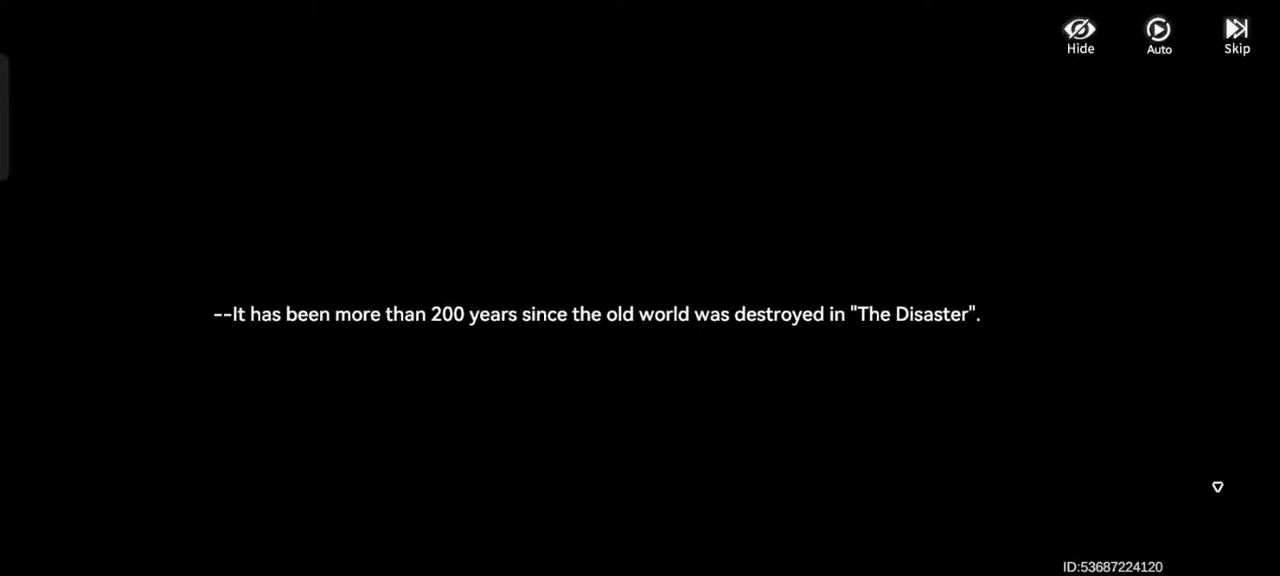 Hide
Auto
Skip
--It has been more than 200 years since the old world was destroyed in "The Disaster".
ID:53687224120